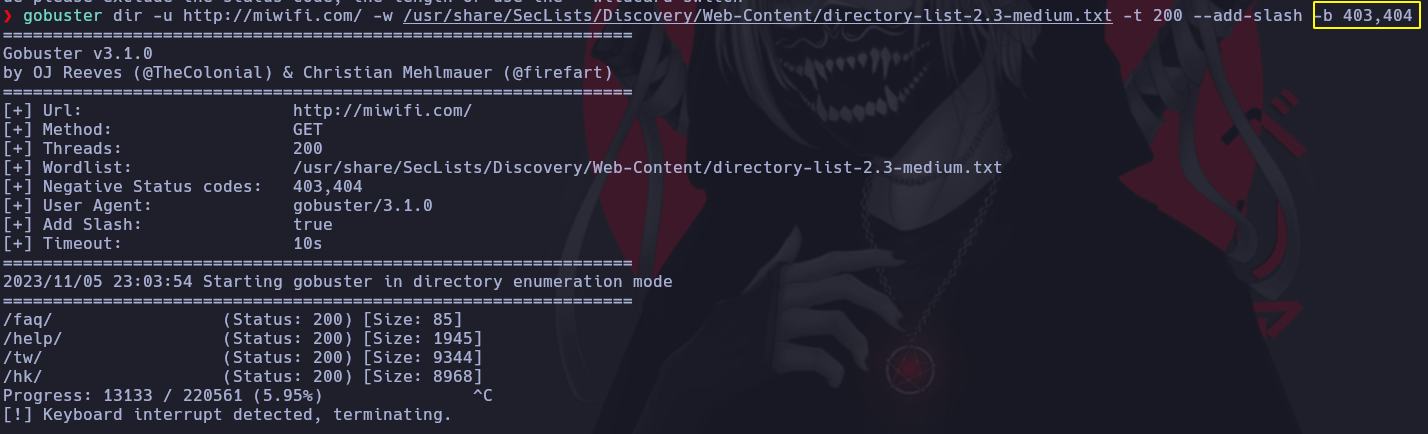 ❯ gobuster dir -u http://miwifi.com/ -w /usr/share/SecLists/Discovery/Web-Content/directory-list-2.3-medium.txt -t 200 --add-slash -b 403,404
===============================================================
Gobuster v3.1.0
by OJ Reeves (@TheColonial) & Christian Mehlmauer (@firefart)
===============================================================
[+] Url: http://miwifi.com/
[+] Method: GET
[+] Threads: 200
[+] Wordlist: /usr/share/SecLists/Discovery/Web-Content/directory-list-2.3-medium.txt
[+] Negative Status codes: 403,404
[+] User Agent: gobuster/3.1.0
[+] Add Slash: true
[+] Timeout: 10s
===============================================================
2023/11/05 23:03:54 Starting gobuster in directory enumeration mode
===============================================================
/faq/ (Status: 200) [Size: 85]
/help/ (Status: 200) [Size: 1945]
/tw/ (Status: 200) [Size: 9344]
/hk/ (Status: 200) [Size: 8968]
Progress: 13133 / 220561 (5.95%) ^C
[!] Keyboard interrupt detected, terminating.